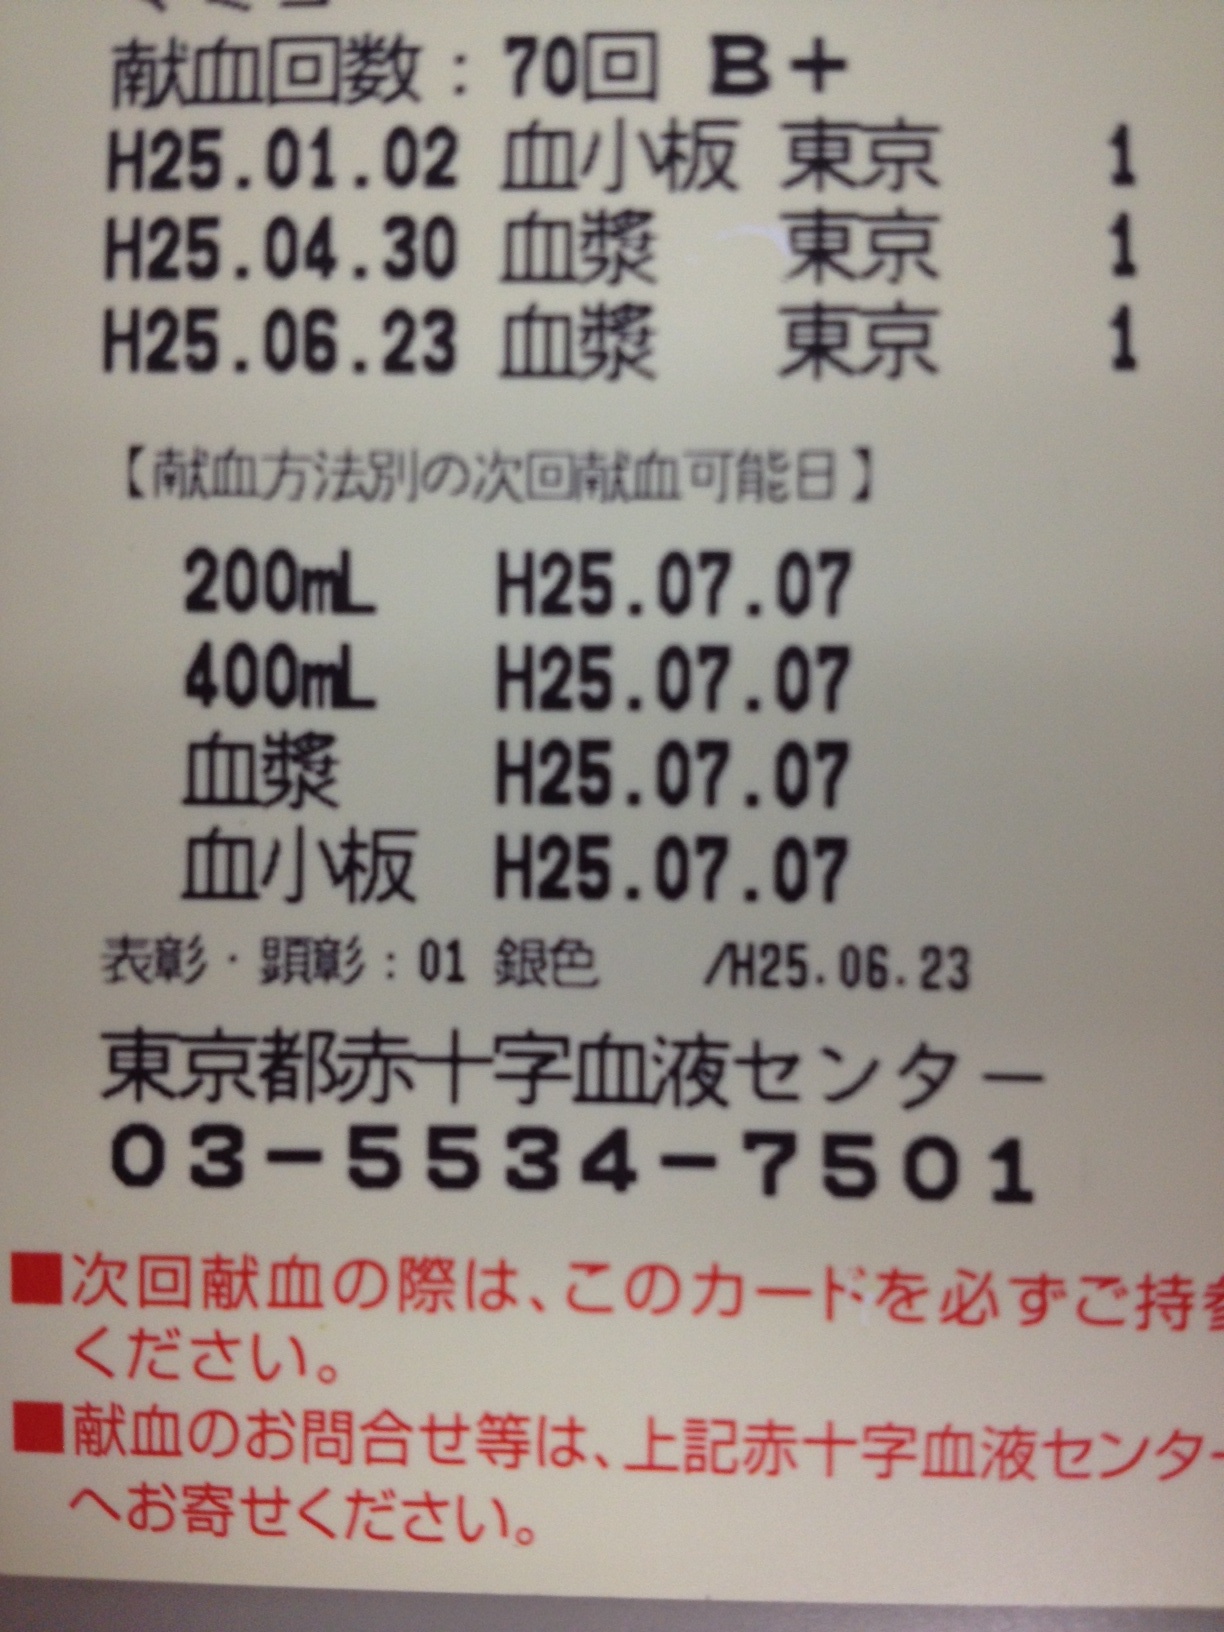 献血回数：70回 B＋
H25.01.02 血小板 東京 1
H25.04.30 血漿 東京 1
H25.06.23 血漿 東京 1
【献血方法別の次回献血可能日】
200mL H25.07.07
400mL H25.07.07
血漿 H25.07.07
血小板 H25.07.07
表彰・顕彰：01 銀色 /H25.06.23
東京都赤十字血液センター
03-5534-7501
■次回献血の際は、このカードを必ずご持参
ください。
■献血のお問合せ等は、上記赤十字血液センター
へお寄せください。